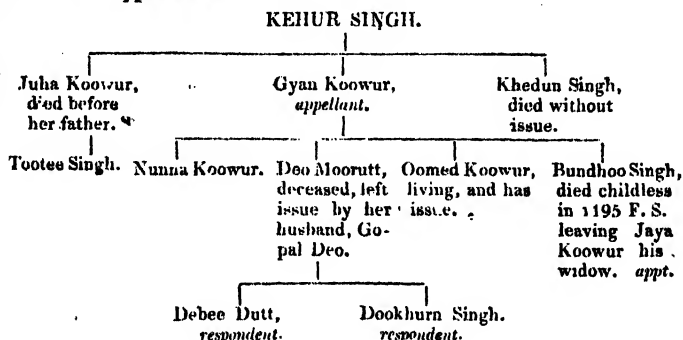 KEHUR SINGH.
Juha Koowur,
died before
her father.
Gyan Koowur,
appellant.
Khedun Singh,
died without
issue.
Tootee Singh.
Nunna Koowur.
Deo Moorutt,
deceased, left
issue by her
husband, Go-
pal Deo.
Oomed Koowur,
living, and has
issue.
Bundhoo Singh,
died childless
in 1195 F. S.
leaving Jaya
Koowur his
widow. appt.
Debee Dutt,
respondent.
Dookhurn Singh.
respondent.